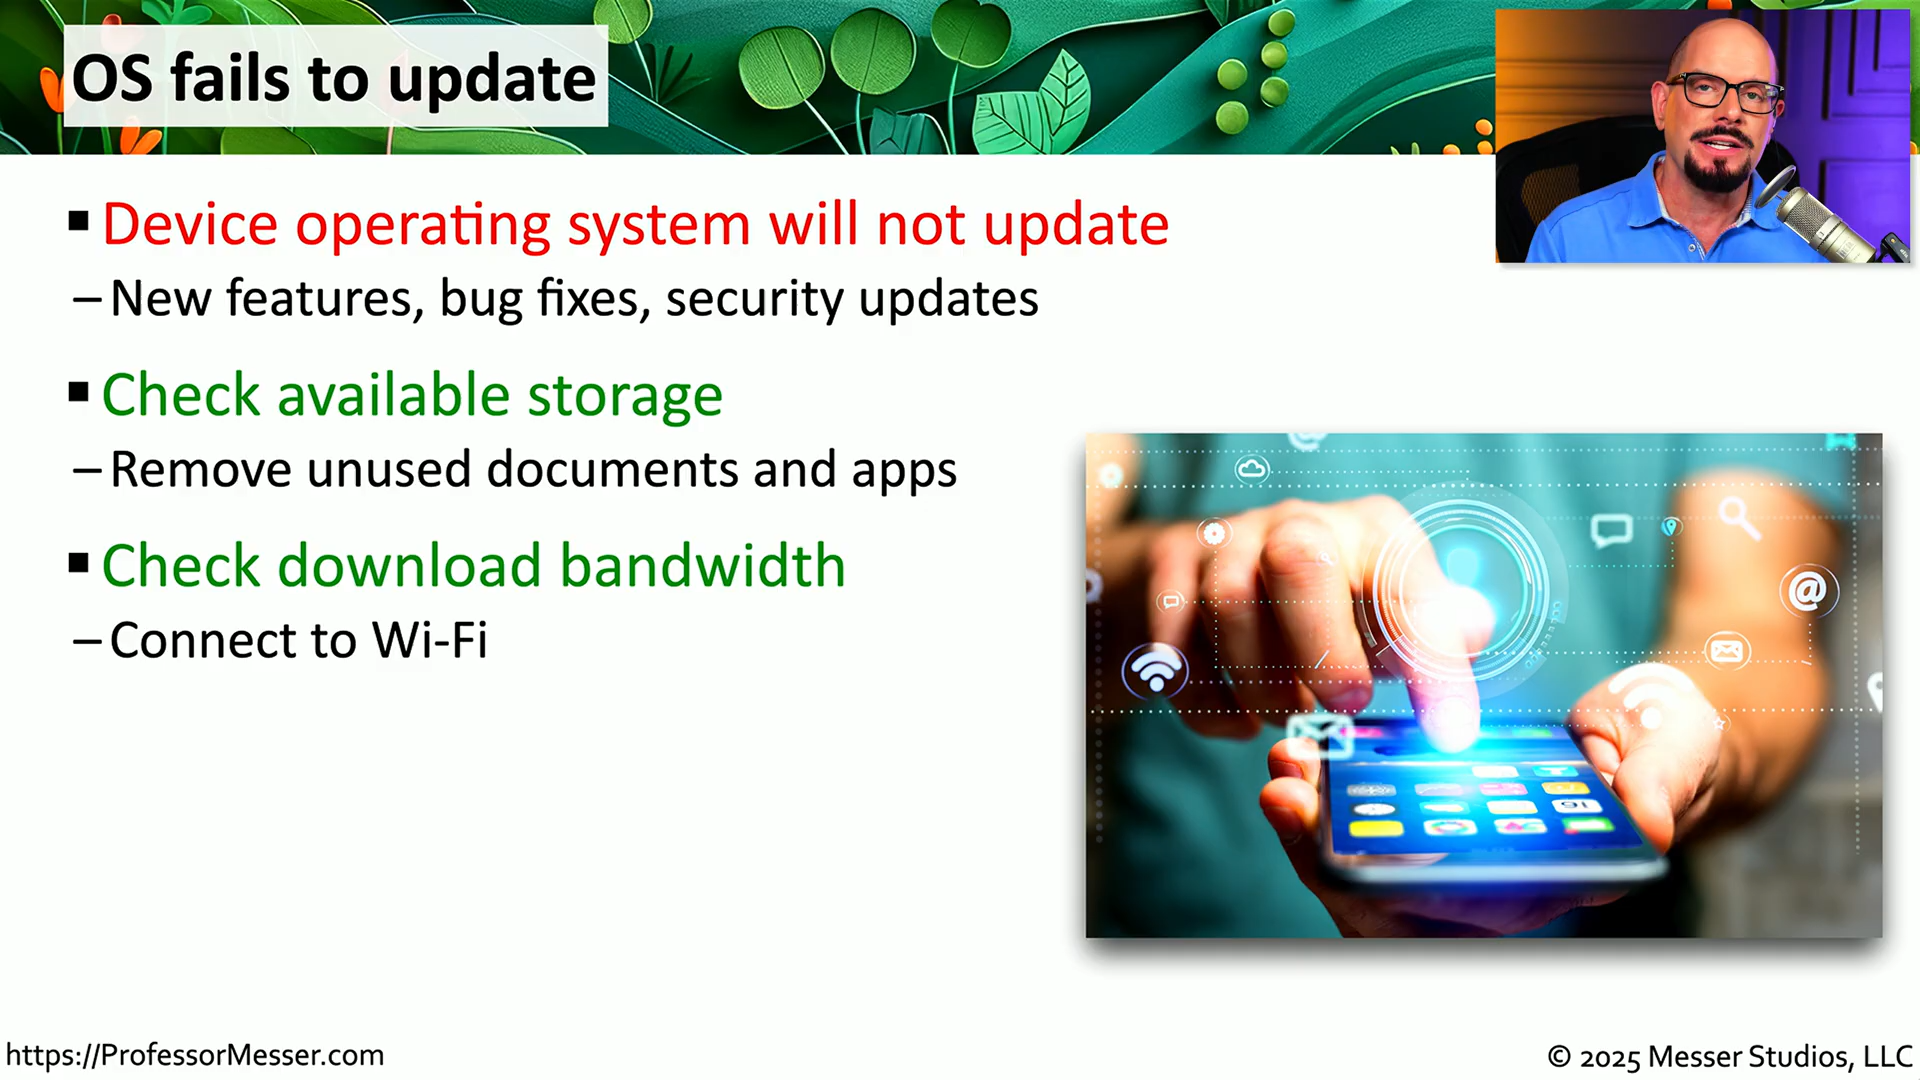 OS fails to update
▪ Device operating system will not update
– New features, bug fixes, security updates
▪ Check available storage
– Remove unused documents and apps
▪ Check download bandwidth
– Connect to Wi-Fi
@
@
16
https://ProfessorMesser.com
© 2025 Messer Studios, LLC